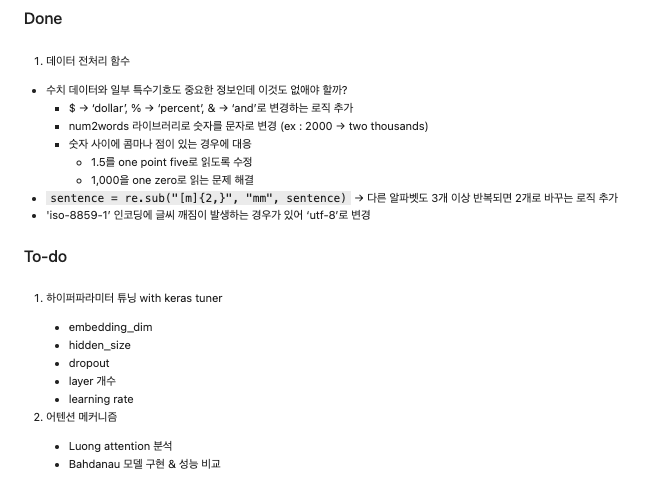 Done
1. 데이터 전처리 함수
• 수치 데이터와 일부 특수기호도 중요한 정보인데 이것도 없애야 할까?
▪ $ → ‘dollar’, % → ‘percent’, & → ‘and’로 변경하는 로직 추가
▪ num2words 라이브러리로 숫자를 문자로 변경 (ex : 2000 → two thousands)
▪ 숫자 사이에 콤마나 점이 있는 경우에 대응
◦ 1.5를 one point five로 읽도록 수정
◦ 1,000을 one zero로 읽는 문제 해결
• sentence = re.sub("[m]{2,}", "mm", sentence) → 다른 알파벳도 3개 이상 반복되면 2개로 바꾸는 로직 추가
• 'iso-8859-1’ 인코딩에 글씨 깨짐이 발생하는 경우가 있어 ‘utf-8’로 변경
To-do
1. 하이퍼파라미터 튜닝 with keras tuner
• embedding_dim
• hidden_size
• dropout
• layer 개수
• learning rate
2. 어텐션 메커니즘
• Luong attention 분석
• Bahdanau 모델 구현 & 성능 비교